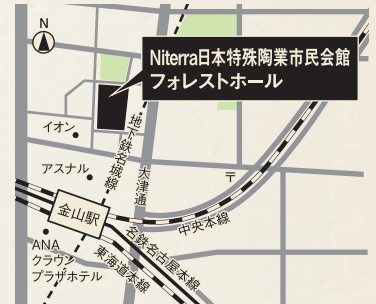 N
Niterra日本特殊陶業市民会館
フォレストホール
イオン
地下鉄名城線
大津通
アスナル
〒
金山駅
中央本線
名鉄名古屋本線
東海道本線
ANA
クラウン
プラザホテル